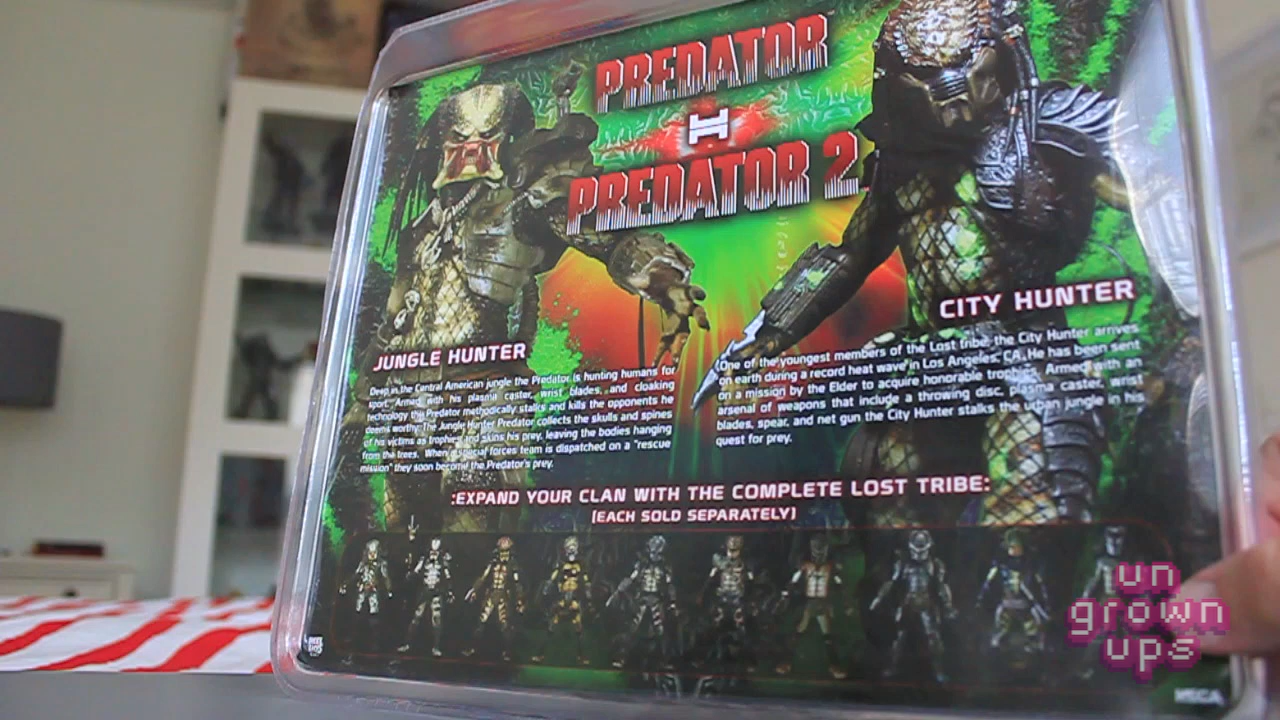 PREDATOR
PREDATOR 2
JUNGLE HUNTER
Deep in the Central American jungle the Predator is hunting humans for
sport. Armed with his plasma caster, wrist blades, and cloaking
technology this Predator methodically stalks and kills the opponents he
deems worthy. The Jungle Hunter Predator collects the skulls and spines
of his victims as trophies and skins his prey, leaving the bodies hanging
from the trees. When a special forces team is dispatched on a "rescue
mission" they soon become the Predator's prey.
CITY HUNTER
One of the youngest members of the Lost tribe, the City Hunter arrives
on earth during a record heat wave in Los Angeles, CA. He has been sent
on a mission by the Elder to acquire honorable trophies. Armed with an
arsenal of weapons that include a throwing disc, plasma caster, wrist
blades, spear, and net gun the City Hunter stalks the urban jungle in his
quest for prey.
:EXPAND YOUR CLAN WITH THE COMPLETE LOST TRIBE:
[EACH SOLD SEPARATELY]
un
grown
ups
NECA